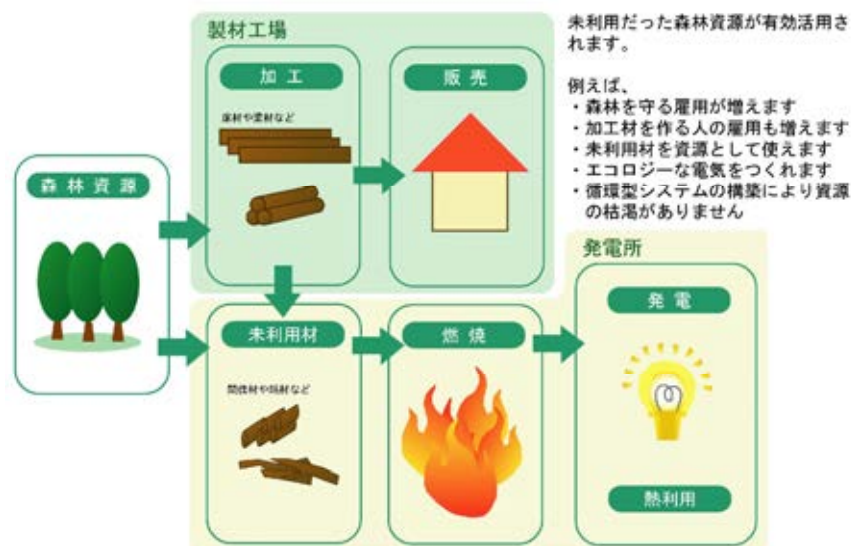 製材工場
加工
床材や梁材など
販売
未利用だった森林資源が有効活用さ
れます。
例えば、
・森林を守る雇用が増えます
・加工材を作る人の雇用も増えます
・未利用材を資源として使えます
・エコロジーな電気をつくれます
・循環型システムの構築により資源
の枯渇がありません
森林資源
発電所
未利用材
間伐材や端材など
燃焼
発電
熱利用